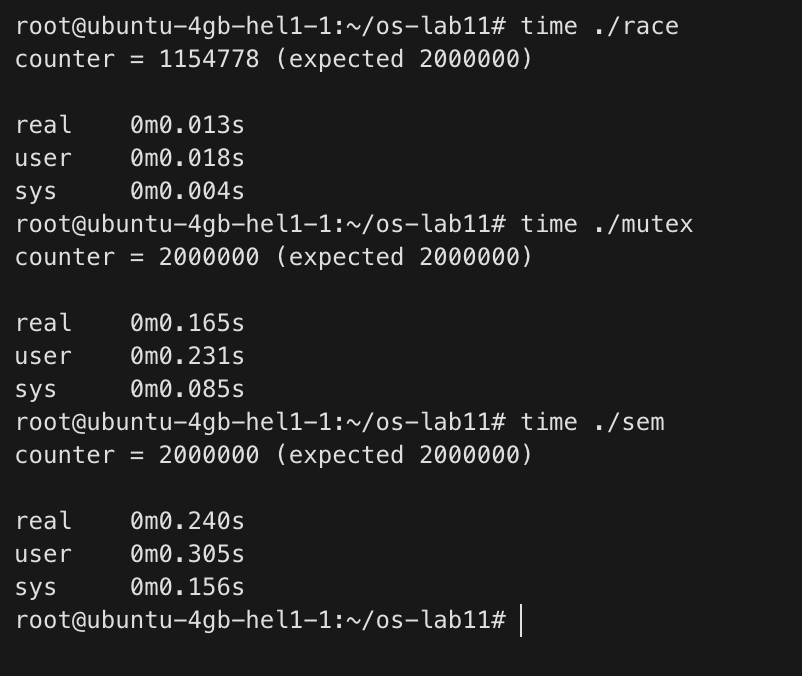 root@ubuntu-4gb-hel1-1:~/os-lab11# time ./race
counter = 1154778 (expected 2000000)
real    0m0.013s
user    0m0.018s
sys     0m0.004s
root@ubuntu-4gb-hel1-1:~/os-lab11# time ./mutex
counter = 2000000 (expected 2000000)
real    0m0.165s
user    0m0.231s
sys     0m0.085s
root@ubuntu-4gb-hel1-1:~/os-lab11# time ./sem
counter = 2000000 (expected 2000000)
real    0m0.240s
user    0m0.305s
sys     0m0.156s
root@ubuntu-4gb-hel1-1:~/os-lab11#